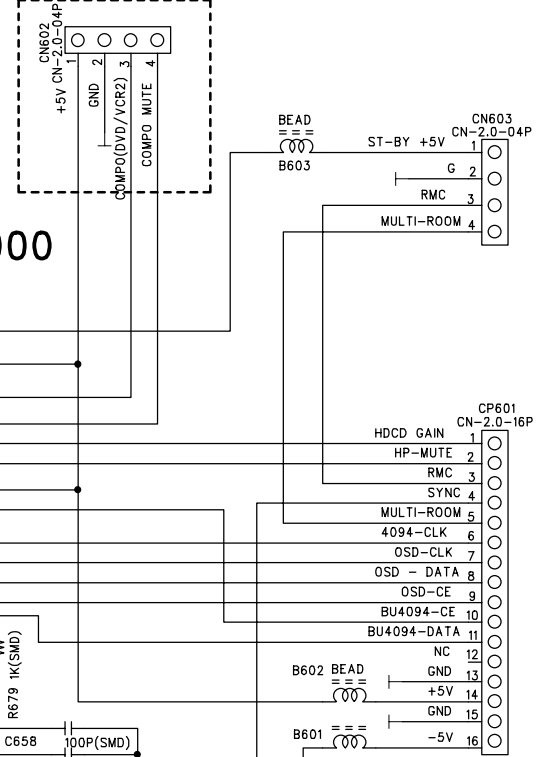 CN602
CN-2.0-04P
1 2 3 4
+5V
GND
COMPO(DVD/VCR2)
COMPO MUTE
00
BEAD
B603
CN603
CN-2.0-04P
ST-BY +5V 1
G 2
RMC 3
MULTI-ROOM 4
CP601
CN-2.0-16P
HDCD GAIN 1
HP-MUTE 2
RMC 3
SYNC 4
MULTI-ROOM 5
4094-CLK 6
OSD-CLK 7
OSD - DATA 8
OSD-CE 9
BU4094-CE 10
BU4094-DATA 11
NC 12
GND 13
B602 BEAD
+5V 14
GND 15
B601
-5V 16
R679 1K(SMD)
C658 100P(SMD)